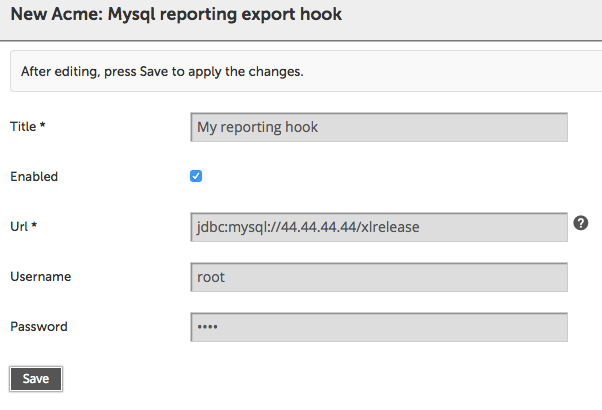 New Acme: Mysql reporting export hook
After editing, press Save to apply the changes.
Title *
My reporting hook
Enabled
Url *
jdbc:mysql://44.44.44.44/xlrelease
?
Username
root
Password
••••
Save